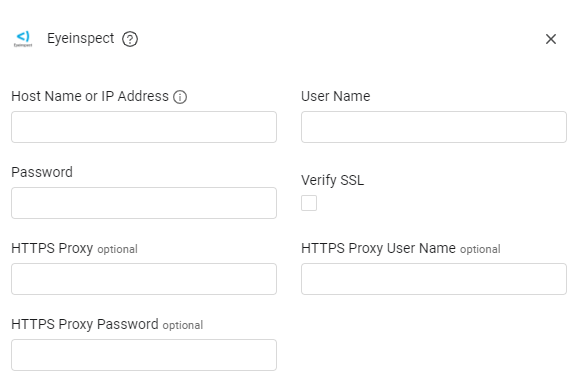 Eyeinspect
Eyeinspect
Host Name or IP Address
User Name
Password
Verify SSL
HTTPS Proxy optional
HTTPS Proxy User Name optional
HTTPS Proxy Password optional